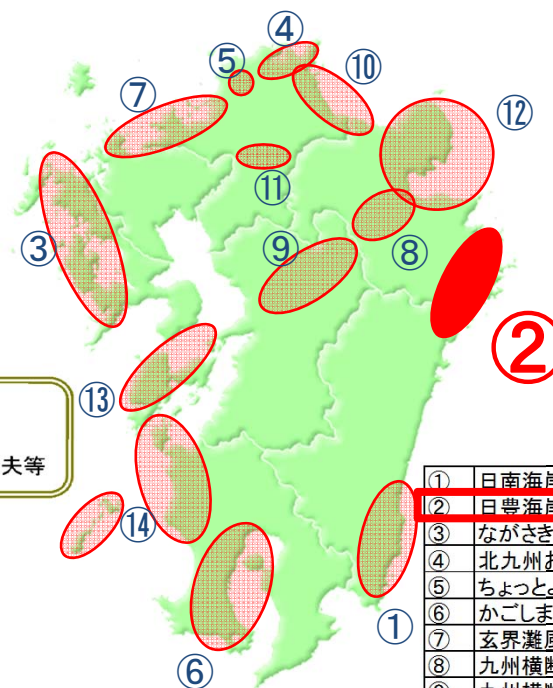 ④
⑤
⑩
⑦
⑫
⑪
③
⑨
⑧
②
⑬
夫等
⑭
①
⑥
① 日南海岸
② 日豊海岸
③ ながさき
④ 北九州お
⑤ ちょっとよ
⑥ かごしま
⑦ 玄界灘風
⑧ 九州横断